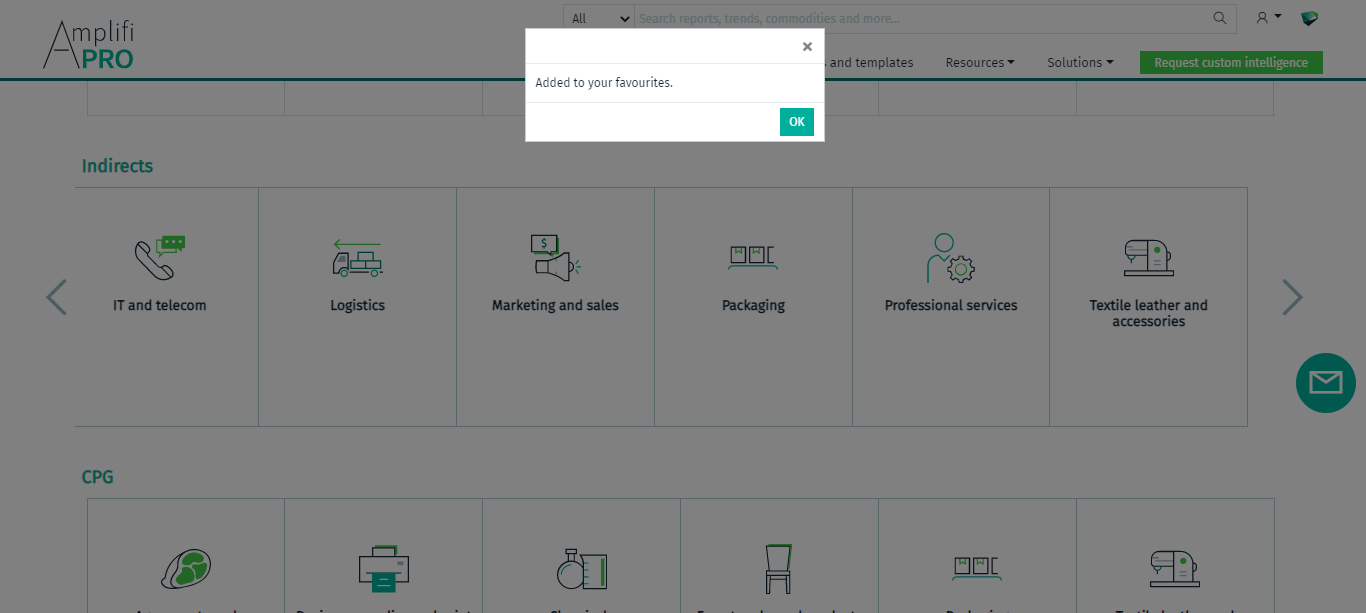 Amplifi
PRO
All
Search reports, trends, commodities and more...
×
and templates
Resources
Solutions
Request custom intelligence
Added to your favourites.
OK
Indirects
$
IT and telecom
Logistics
Marketing and sales
Packaging
Professional services
Textile leather and
accessories
CPG